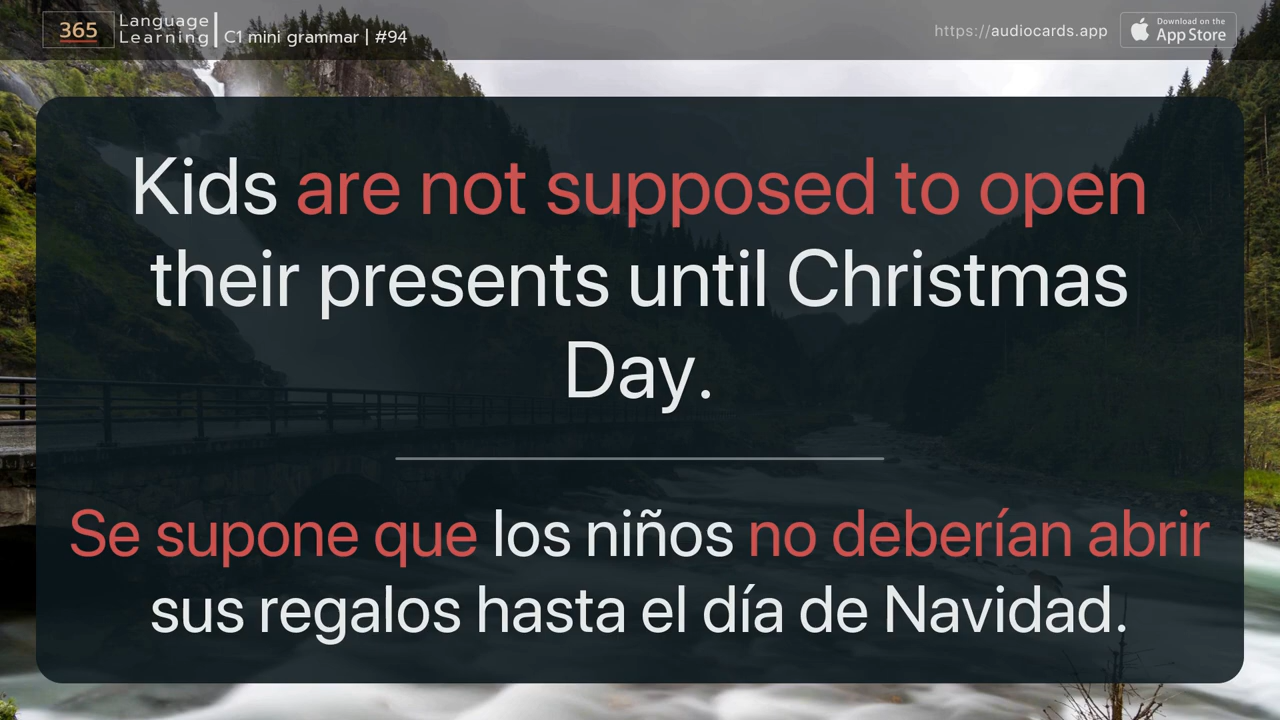 365
Language
Learning
C1 mini grammar | #94
https://audiocards.app
Download on the
App Store
Kids are not supposed to open
their presents until Christmas
Day.
Se supone que los niños no deberían abrir
sus regalos hasta el día de Navidad.